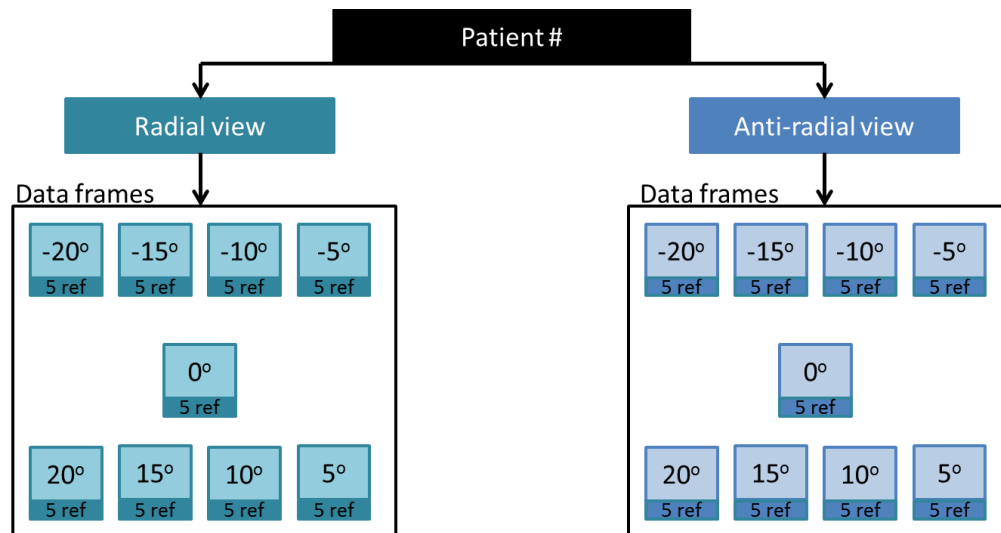 Patient #
Radial view Anti-radial view
Data frames Data frames
-20° -15° -10° -5° -20° -15° -10° -5°
5 ref 5 ref 5 ref 5 ref 5 ref 5 ref 5 ref 5 ref
0° 0°
5 ref 5 ref
20° 15° 10° 5° 20° 15° 10° 5°
5 ref 5 ref 5 ref 5 ref 5 ref 5 ref 5 ref 5 ref